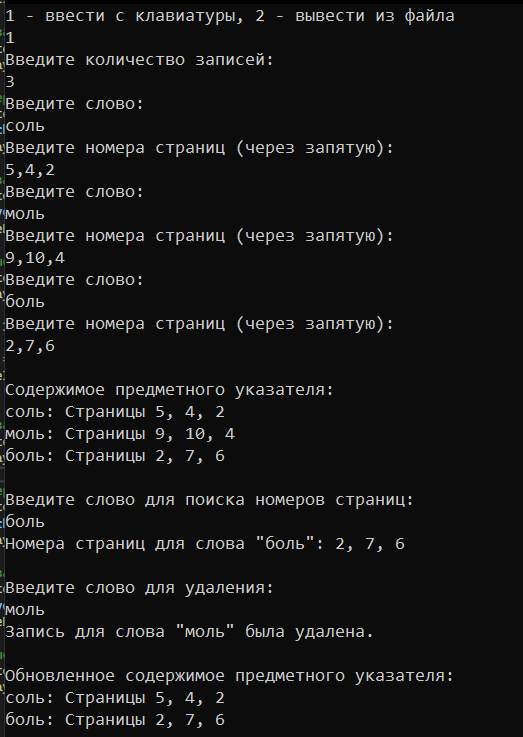 1 - ввести с клавиатуры, 2 - вывести из файла
1
Введите количество записей:
3
Введите слово:
соль
Введите номера страниц (через запятую):
5,4,2
Введите слово:
моль
Введите номера страниц (через запятую):
9,10,4
Введите слово:
боль
Введите номера страниц (через запятую):
2,7,6
Содержимое предметного указателя:
соль: Страницы 5, 4, 2
моль: Страницы 9, 10, 4
боль: Страницы 2, 7, 6
Введите слово для поиска номеров страниц:
боль
Номера страниц для слова "боль": 2, 7, 6
Введите слово для удаления:
моль
Запись для слова "моль" была удалена.
Обновленное содержимое предметного указателя:
соль: Страницы 5, 4, 2
боль: Страницы 2, 7, 6